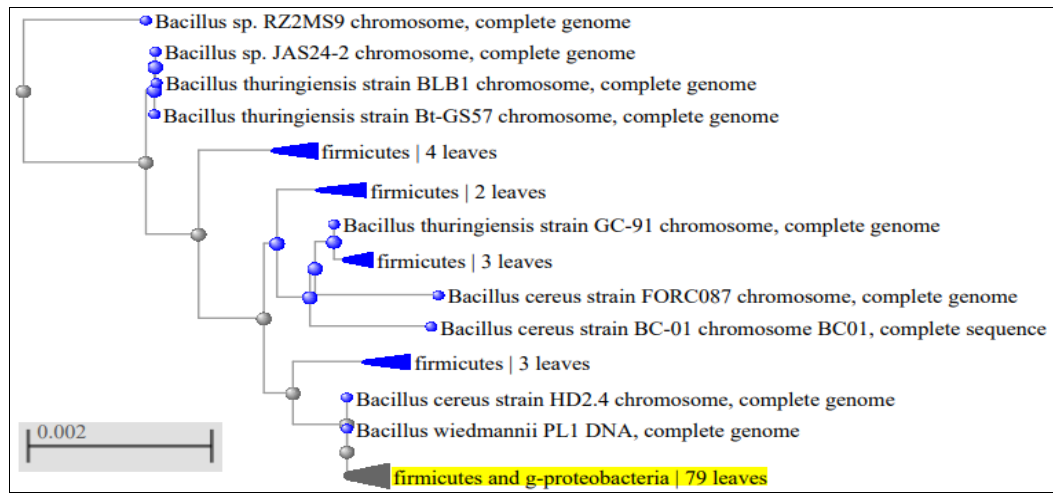 Bacillus sp. RZ2MS9 chromosome, complete genome
Bacillus sp. JAS24-2 chromosome, complete genome
Bacillus thuringiensis strain BLB1 chromosome, complete genome
Bacillus thuringiensis strain Bt-GS57 chromosome, complete genome
firmicutes | 4 leaves
firmicutes | 2 leaves
Bacillus thuringiensis strain GC-91 chromosome, complete genome
firmicutes | 3 leaves
Bacillus cereus strain FORC087 chromosome, complete genome
Bacillus cereus strain BC-01 chromosome BC01, complete sequence
firmicutes | 3 leaves
Bacillus cereus strain HD2.4 chromosome, complete genome
Bacillus wiedmannii PL1 DNA, complete genome
0.002
firmicutes and g-proteobacteria | 79 leaves